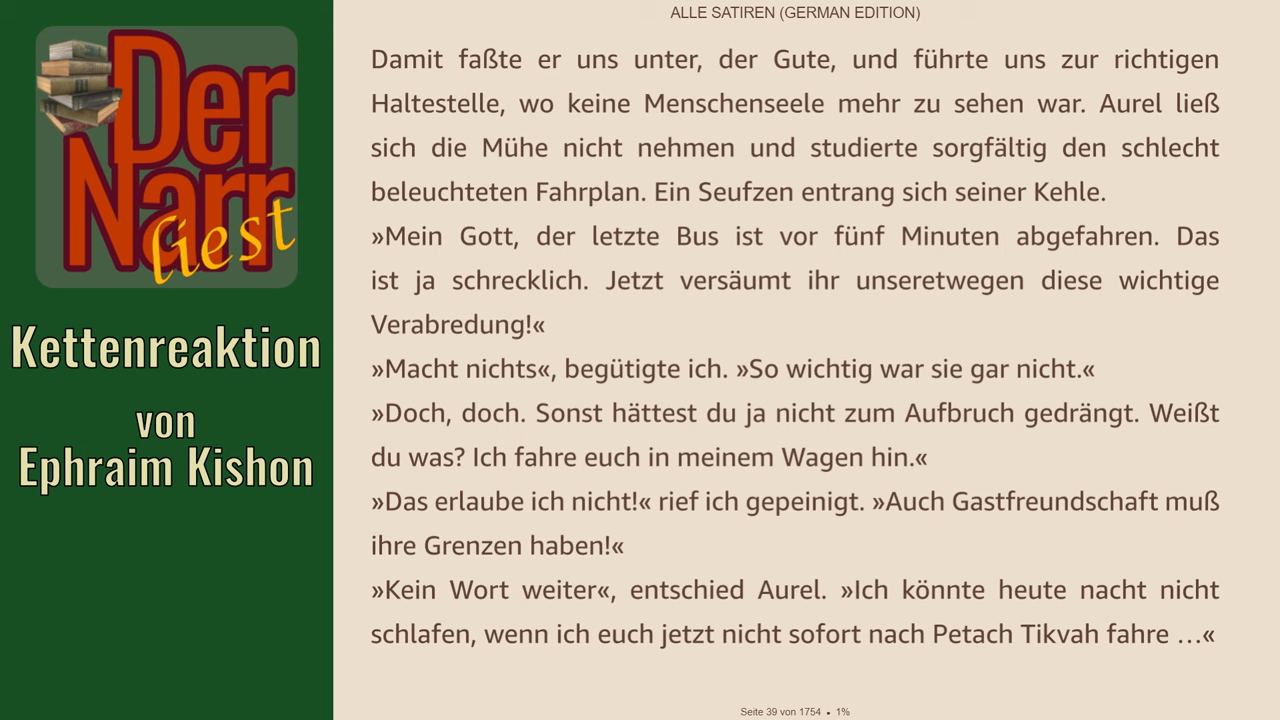 Der
Narr
liest
Kettenreaktion
von
Ephraim Kishon
ALLE SATIREN (GERMAN EDITION)
Damit faßte er uns unter, der Gute, und führte uns zur richtigen
Haltestelle, wo keine Menschenseele mehr zu sehen war. Aurel ließ
sich die Mühe nicht nehmen und studierte sorgfältig den schlecht
beleuchteten Fahrplan. Ein Seufzen entrang sich seiner Kehle.
»Mein Gott, der letzte Bus ist vor fünf Minuten abgefahren. Das
ist ja schrecklich. Jetzt versäumt ihr unseretwegen diese wichtige
Verabredung!«
»Macht nichts«, begütigte ich. »So wichtig war sie gar nicht.«
»Doch, doch. Sonst hättest du ja nicht zum Aufbruch gedrängt. Weißt
du was? Ich fahre euch in meinem Wagen hin.«
»Das erlaube ich nicht!« rief ich gepeinigt. »Auch Gastfreundschaft muß
ihre Grenzen haben!«
»Kein Wort weiter«, entschied Aurel. »Ich könnte heute nacht nicht
schlafen, wenn ich euch jetzt nicht sofort nach Petach Tikvah fahre …«
Seite 39 von 1754 • 1%